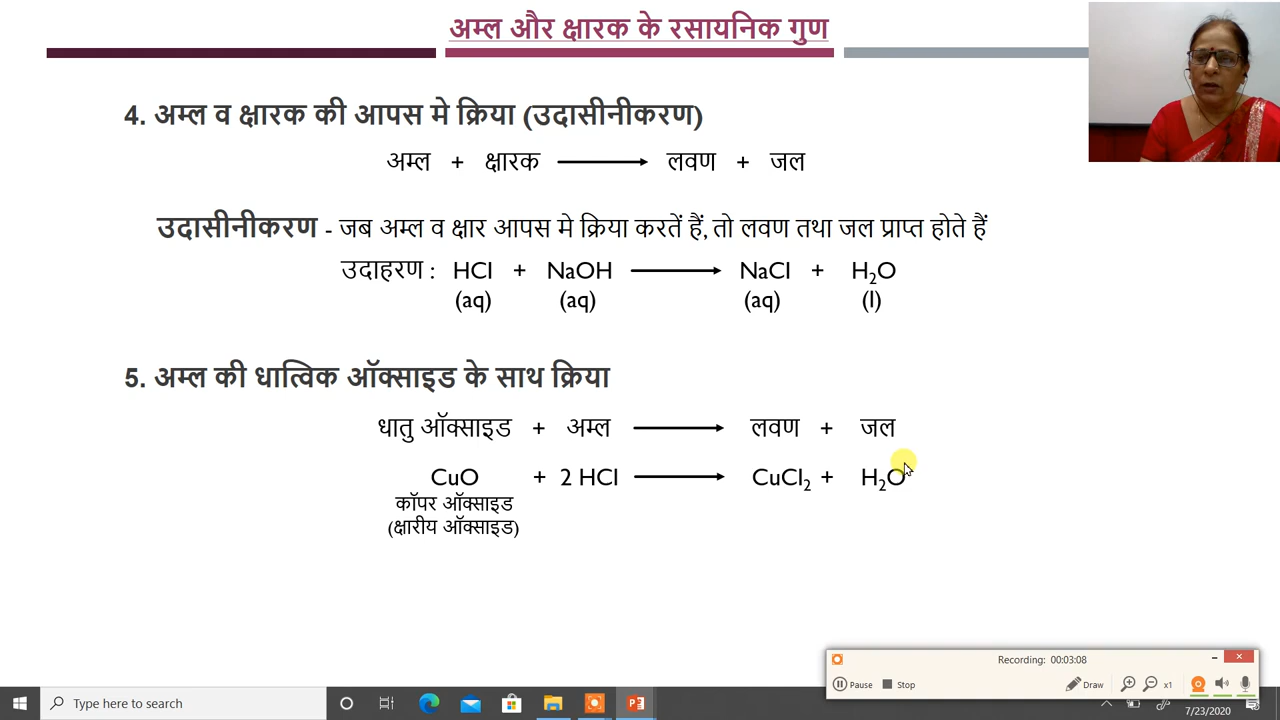 अम्ल और क्षारक के रसायनिक गुण
4. अम्ल व क्षारक की आपस मे क्रिया (उदासीनीकरण)
अम्ल + क्षारक ⟶ लवण + जल
उदासीनीकरण - जब अम्ल व क्षार आपस मे क्रिया करतें हैं, तो लवण तथा जल प्राप्त होते हैं
उदाहरण : HCl + NaOH ⟶ NaCl + H₂O
(aq) (aq) (aq) (l)
5. अम्ल की धात्विक ऑक्साइड के साथ क्रिया
धातु ऑक्साइड + अम्ल ⟶ लवण + जल
CuO + 2 HCl ⟶ CuCl₂ + H₂O
कॉपर ऑक्साइड
(क्षारीय ऑक्साइड)
Recording: 00:03:08
Pause Stop Draw x1
Type here to search
7/23/2020